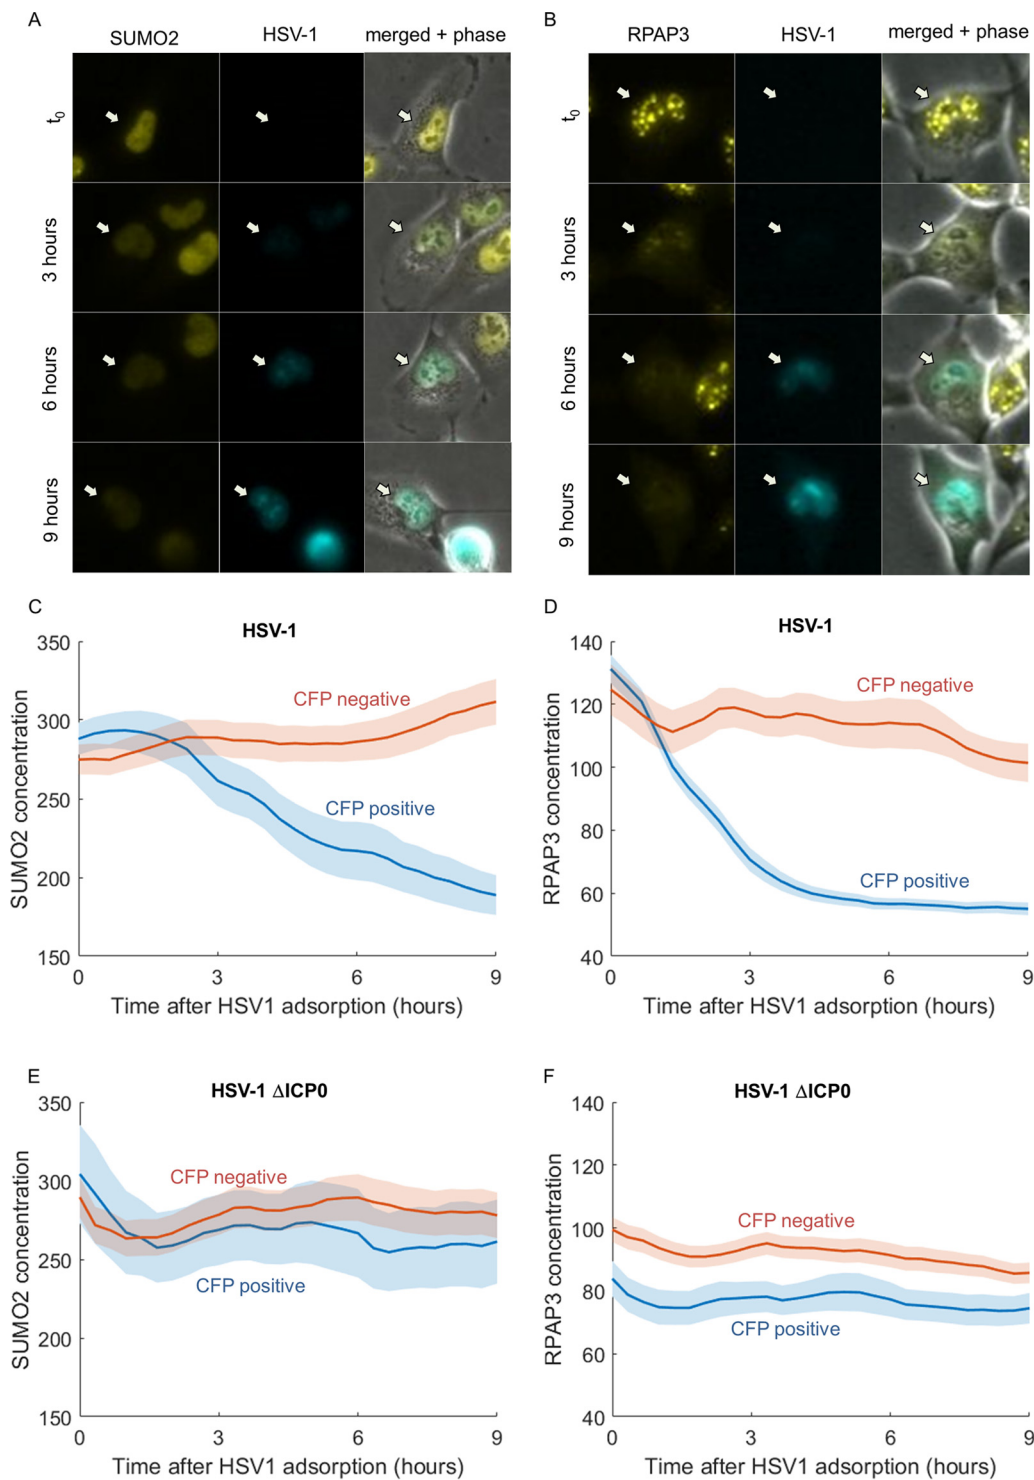 A
SUMO2 HSV-1 merged + phase
t0
3 hours
6 hours
9 hours
B
RPAP3 HSV-1 merged + phase
t0
3 hours
6 hours
9 hours
C
HSV-1
350
300
250
200
150
SUMO2 concentration
CFP negative
CFP positive
0 3 6 9
Time after HSV1 adsorption (hours)
D
HSV-1
140
120
100
80
60
40
RPAP3 concentration
CFP negative
CFP positive
0 3 6 9
Time after HSV1 adsorption (hours)
E
HSV-1 ΔICP0
350
300
250
200
150
SUMO2 concentration
CFP negative
CFP positive
0 3 6 9
Time after HSV1 adsorption (hours)
F
HSV-1 ΔICP0
140
120
100
80
60
40
RPAP3 concentration
CFP negative
CFP positive
0 3 6 9
Time after HSV1 adsorption (hours)